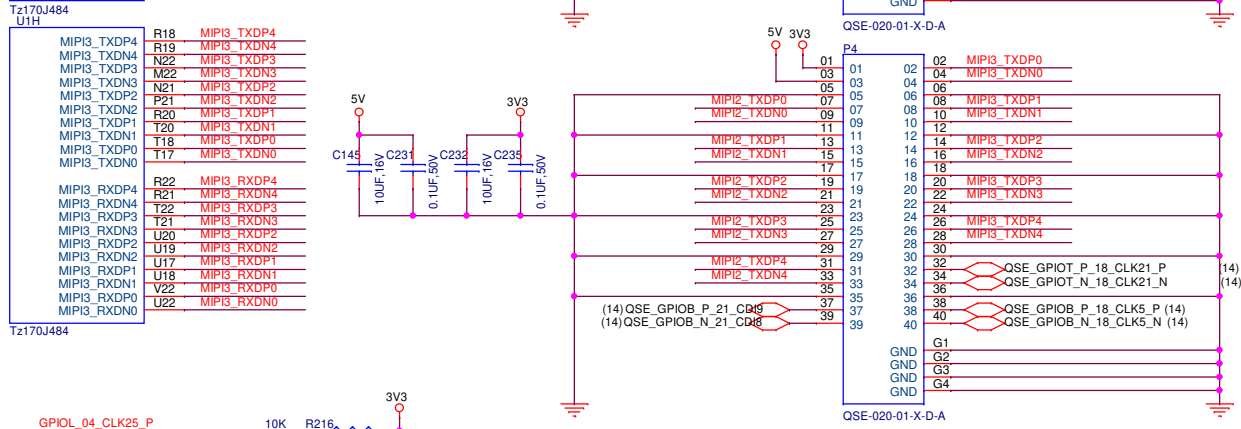 Tz170J484
GND
QSE-020-01-X-D-A
U1H
MIPI3_TXDP4 R18 MIPI3_TXDP4
MIPI3_TXDN4 R19 MIPI3_TXDN4
MIPI3_TXDP3 N22 MIPI3_TXDP3
MIPI3_TXDN3 M22 MIPI3_TXDN3
MIPI3_TXDP2 N21 MIPI3_TXDP2
MIPI3_TXDN2 P21 MIPI3_TXDN2
MIPI3_TXDP1 R20 MIPI3_TXDP1
MIPI3_TXDN1 T20 MIPI3_TXDN1
MIPI3_TXDP0 T18 MIPI3_TXDP0
MIPI3_TXDN0 T17 MIPI3_TXDN0
MIPI3_RXDP4 R22 MIPI3_RXDP4
MIPI3_RXDN4 R21 MIPI3_RXDN4
MIPI3_RXDP3 T22 MIPI3_RXDP3
MIPI3_RXDN3 T21 MIPI3_RXDN3
MIPI3_RXDP2 U20 MIPI3_RXDP2
MIPI3_RXDN2 U19 MIPI3_RXDN2
MIPI3_RXDP1 U17 MIPI3_RXDP1
MIPI3_RXDN1 U18 MIPI3_RXDN1
MIPI3_RXDP0 V22 MIPI3_RXDP0
MIPI3_RXDN0 U22 MIPI3_RXDN0
Tz170J484
5V 3V3
C145 C231 C232 C235
10UF,16V 0.1UF,50V 10UF,16V 0.1UF,50V
5V 3V3
P4
01 01 02 02 MIPI3_TXDP0
03 03 04 04 MIPI3_TXDN0
05 05 06 06
MIPI2_TXDP0 07 07 08 08 MIPI3_TXDP1
MIPI2_TXDN0 09 09 10 10 MIPI3_TXDN1
11 11 12 12
MIPI2_TXDP1 13 13 14 14 MIPI3_TXDP2
MIPI2_TXDN1 15 15 16 16 MIPI3_TXDN2
17 17 18 18
MIPI2_TXDP2 19 19 20 20 MIPI3_TXDP3
MIPI2_TXDN2 21 21 22 22 MIPI3_TXDN3
23 23 24 24
MIPI2_TXDP3 25 25 26 26 MIPI3_TXDP4
MIPI2_TXDN3 27 27 28 28 MIPI3_TXDN4
29 29 30 30
MIPI2_TXDP4 31 31 32 32 QSE_GPIOT_P_18_CLK21_P (14)
MIPI2_TXDN4 33 33 34 34 QSE_GPIOT_N_18_CLK21_N (14)
35 35 36 36
(14) QSE_GPIOB_P_21_CDI9 37 37 38 38 QSE_GPIOB_P_18_CLK5_P (14)
(14) QSE_GPIOB_N_21_CDI8 39 39 40 40 QSE_GPIOB_N_18_CLK5_N (14)
GND G1
GND G2
GND G3
GND G4
QSE-020-01-X-D-A
3V3
GPIOL_04_CLK25_P 10K R216